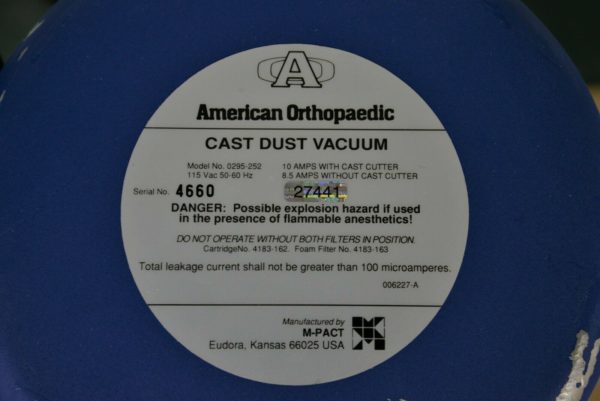 A
American Orthopaedic
CAST DUST VACUUM
Model No. 0295-252 10 AMPS WITH CAST CUTTER
115 Vac 50-60 Hz 8.5 AMPS WITHOUT CAST CUTTER
Serial No. 4660 27441
DANGER: Possible explosion hazard if used
in the presence of flammable anesthetics!
DO NOT OPERATE WITHOUT BOTH FILTERS IN POSITION.
CartridgeNo. 4183-162. Foam Filter No. 4183-163
Total leakage current shall not be greater than 100 microamperes.
006227-A
Manufactured by
M-PACT
Eudora, Kansas 66025 USA